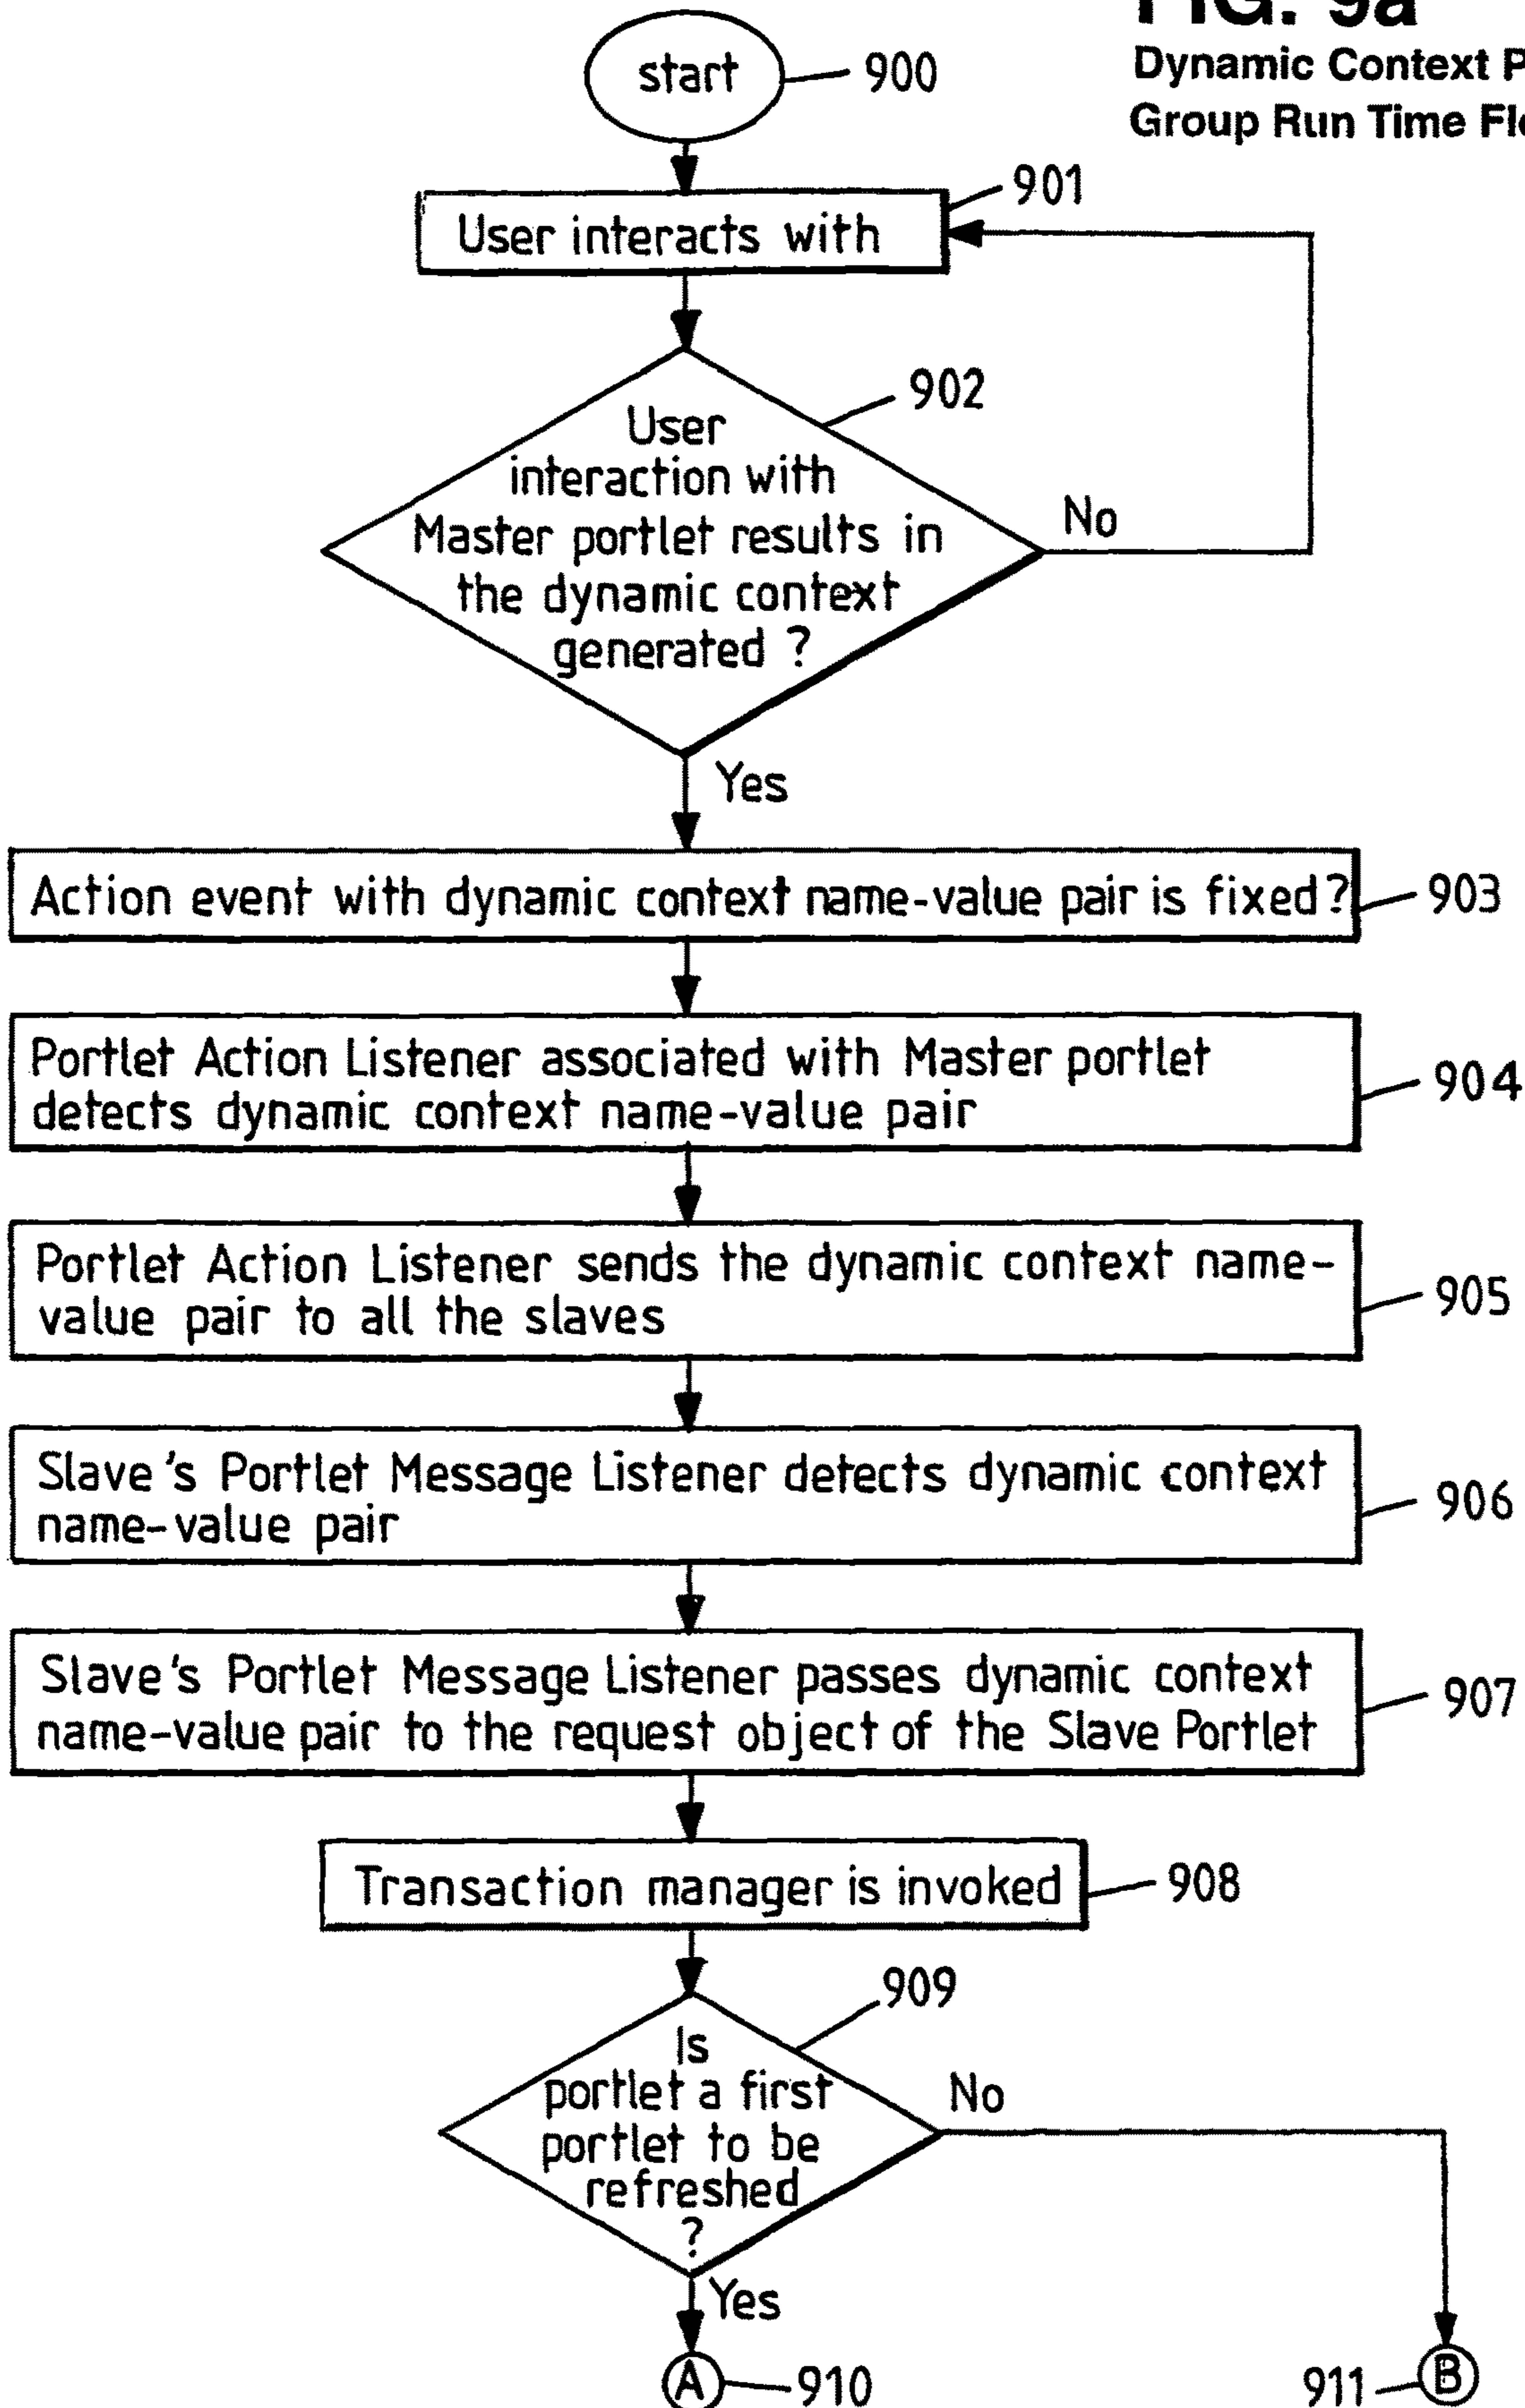 FIG. 9a
Dynamic Context
Group Run Time
start
900
901
User interacts with
902
User
interaction with
Master portlet results in
the dynamic context
generated ?
No
Yes
Action event with dynamic context name-value pair is fixed?
903
Portlet Action Listener associated with Master portlet
detects dynamic context name-value pair
904
Portlet Action Listener sends the dynamic context name-
value pair to all the slaves
905
Slave's Portlet Message Listener detects dynamic context
name-value pair
906
Slave's Portlet Message Listener passes dynamic context
name-value pair to the request object of the Slave Portlet
907
Transaction manager is invoked
908
909
Is
portlet a first
portlet to be
refreshed
?
No
Yes
A
910
911
B